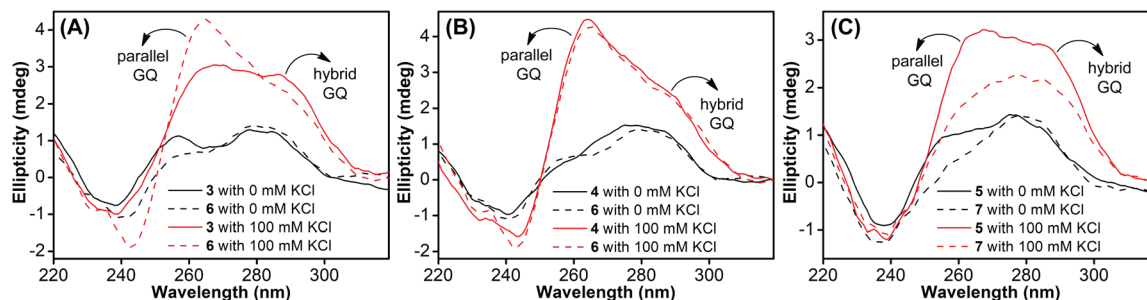 (A)
parallel
GQ
hybrid
GQ
3 with 0 mM KCl
6 with 0 mM KCl
3 with 100 mM KCl
6 with 100 mM KCl
Ellipticity (mdeg)
4
3
2
1
0
-1
-2
220 240 260 280 300
Wavelength (nm)
(B)
parallel
GQ
hybrid
GQ
4 with 0 mM KCl
6 with 0 mM KCl
4 with 100 mM KCl
6 with 100 mM KCl
Ellipticity (mdeg)
5
4
3
2
1
0
-1
-2
220 240 260 280 300 320
Wavelength (nm)
(C)
parallel
GQ
hybrid
GQ
5 with 0 mM KCl
7 with 0 mM KCl
5 with 100 mM KCl
7 with 100 mM KCl
Ellipticity (mdeg)
3
2
1
0
-1
220 240 260 280 300
Wavelength (nm)